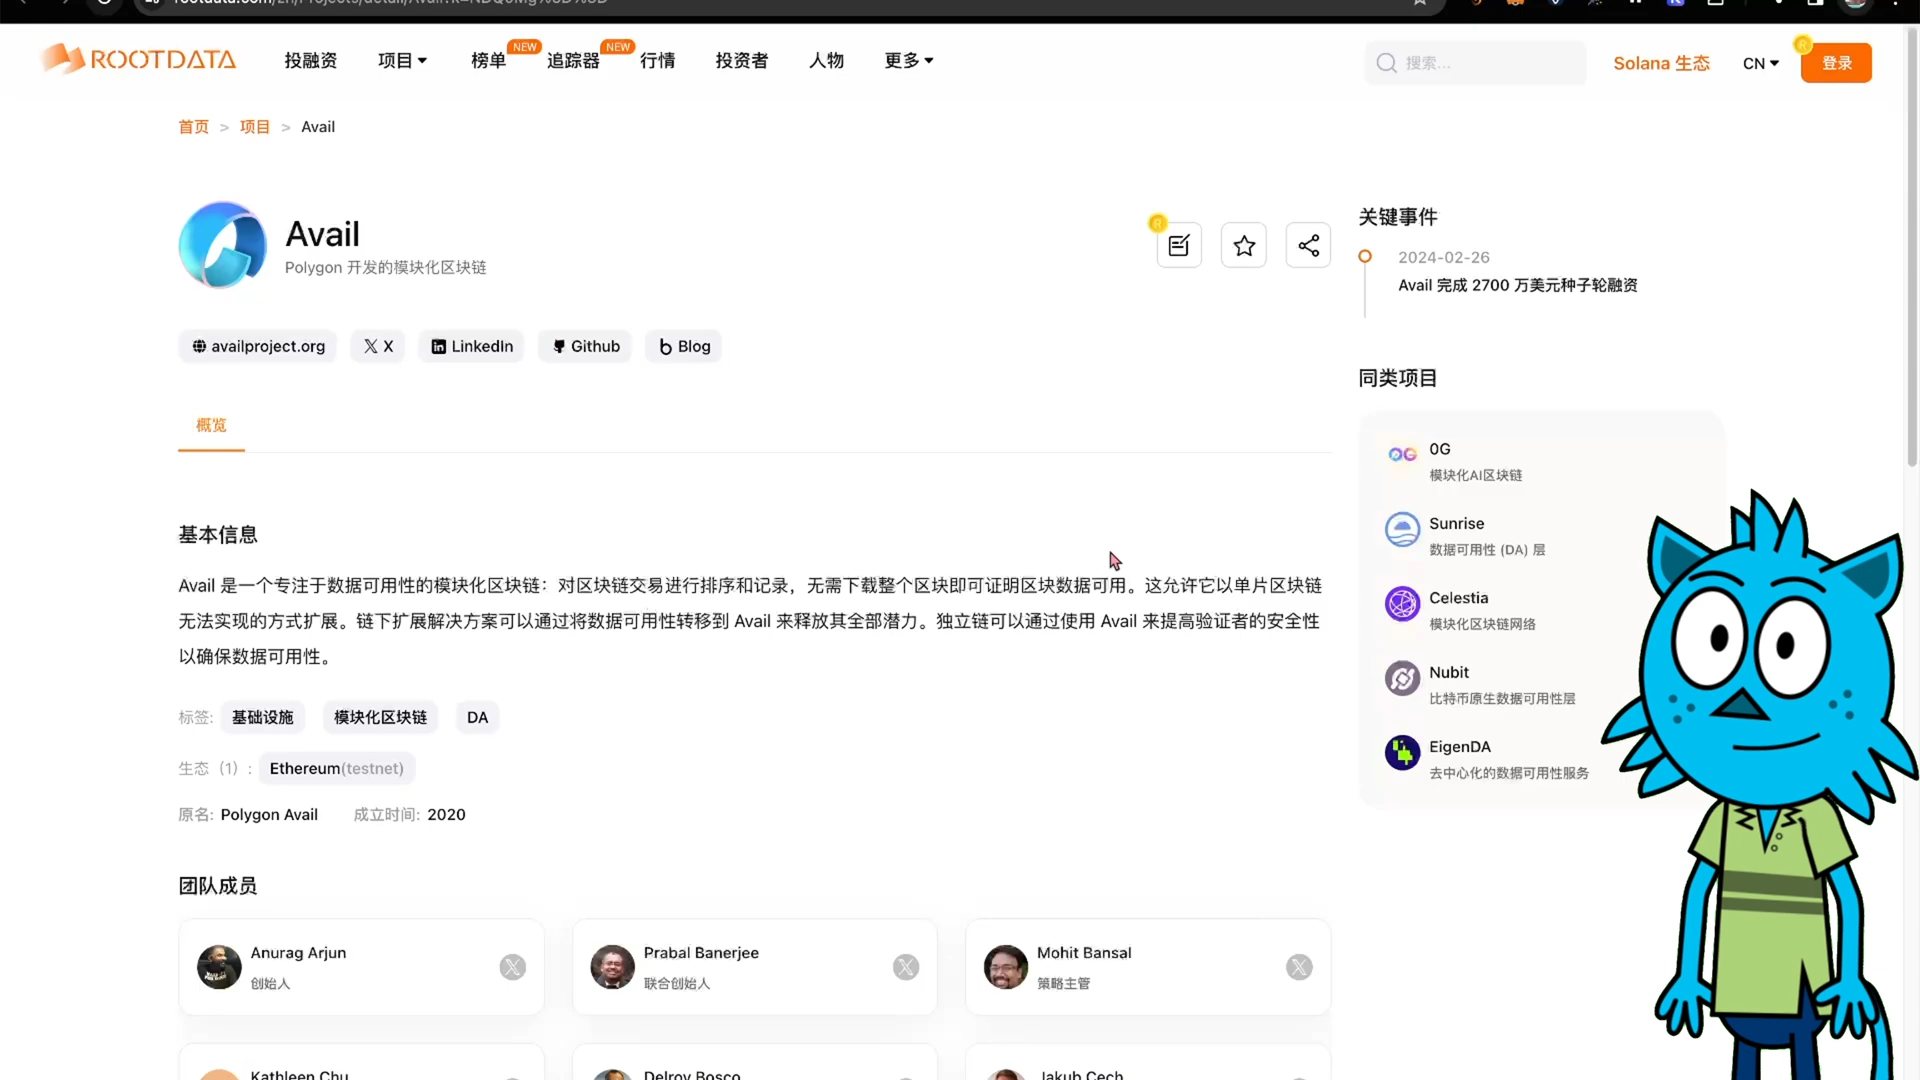 ROOTDATA
投融资
项目
榜单
NEW
追踪器
NEW
行情
投资者
人物
更多
搜索...
Solana 生态
CN
R
登录
首页 > 项目 > Avail
Avail
Polygon 开发的模块化区块链
R
availproject.org
X
LinkedIn
Github
Blog
概览
基本信息
Avail 是一个专注于数据可用性的模块化区块链：对区块链交易进行排序和记录，无需下载整个区块即可证明区块数据可用。这允许它以单片区块链
无法实现的方式扩展。链下扩展解决方案可以通过将数据可用性转移到 Avail 来释放其全部潜力。独立链可以通过使用 Avail 来提高验证者的安全性
以确保数据可用性。
标签: 基础设施 模块化区块链 DA
生态（1）: Ethereum(testnet)
原名: Polygon Avail 成立时间: 2020
团队成员
Anurag Arjun
创始人
Prabal Banerjee
联合创始人
Mohit Bansal
策略主管
Kathleen Chu
Delroy Bosco
Jakub Cech
关键事件
2024-02-26
Avail 完成 2700 万美元种子轮融资
同类项目
0G
模块化AI区块链
Sunrise
数据可用性 (DA) 层
Celestia
模块化区块链网络
Nubit
比特币原生数据可用性层
EigenDA
去中心化的数据可用性服务